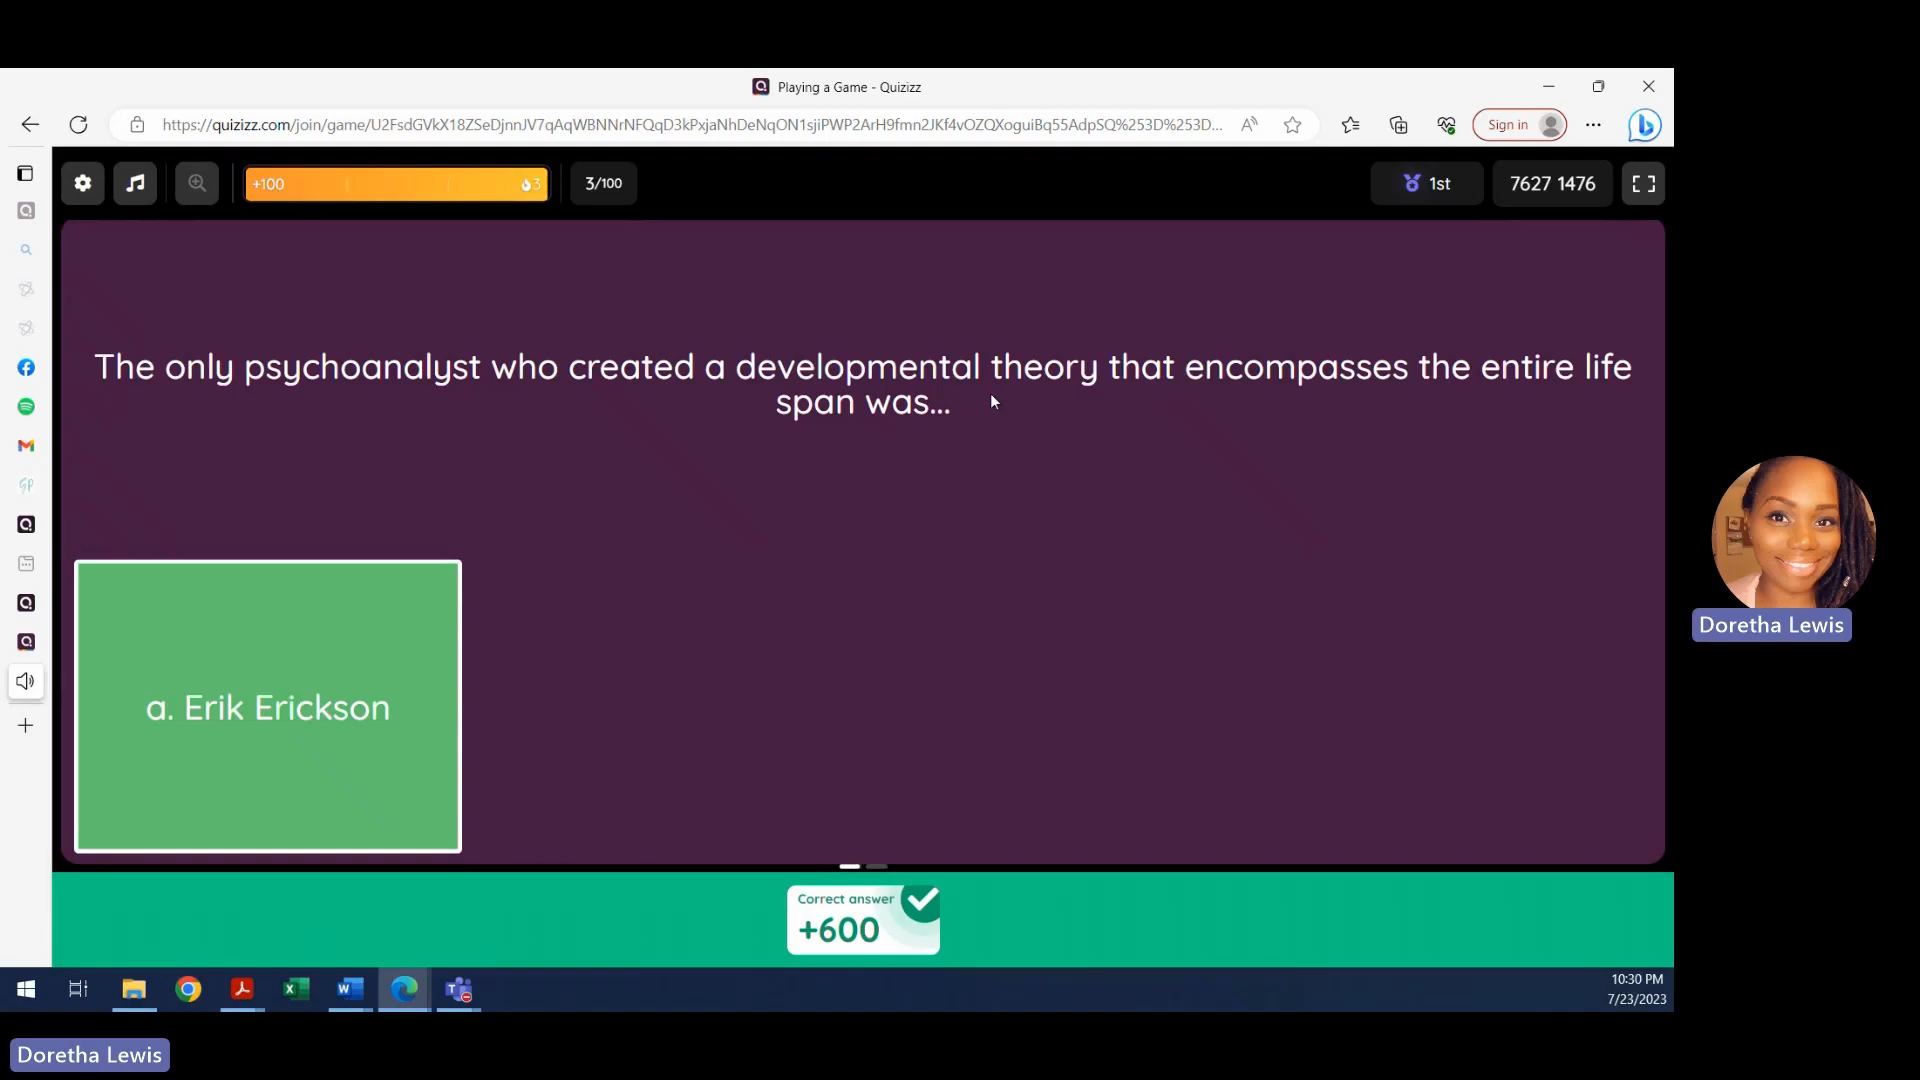 Playing a Game - Quizizz
https://quizizz.com/join/game/U2FsdGVkX18ZSeDjnnJV7qAqWBNNrNFQqD3kPxjaNhDeNqON1sjiPWP2ArH9fmn2JKf4vOZQXoguiBq55AdpSQ%253D%253D...
Sign in
+100
3
3/100
1st
7627 1476
The only psychoanalyst who created a developmental theory that encompasses the entire life
span was...
a. Erik Erickson
Correct answer
+600
Doretha Lewis
10:30 PM
7/23/2023
Doretha Lewis